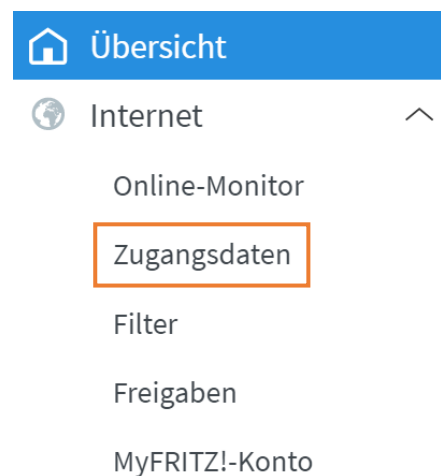 Übersicht
Internet
Online-Monitor
Zugangsdaten
Filter
Freigaben
MyFRITZ!-Konto